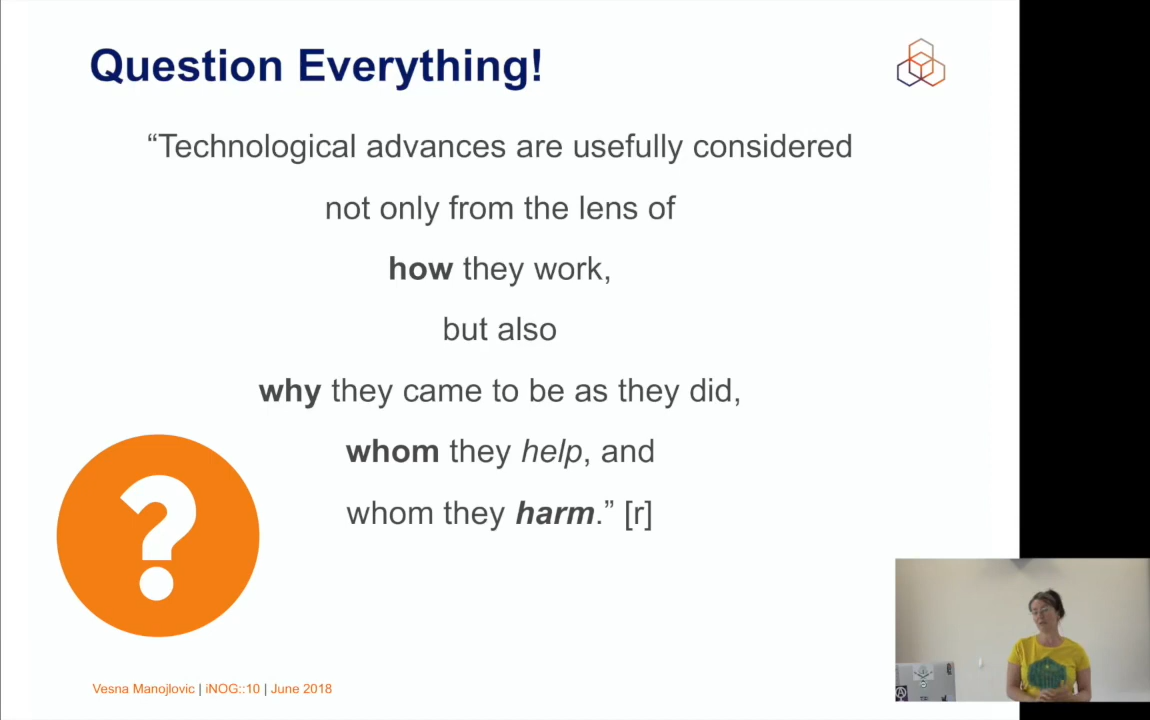 Question Everything!
“Technological advances are usefully considered
not only from the lens of
how they work,
but also
why they came to be as they did,
whom they help, and
whom they harm.” [r]
?
Vesna Manojlovic | iNOG::10 | June 2018